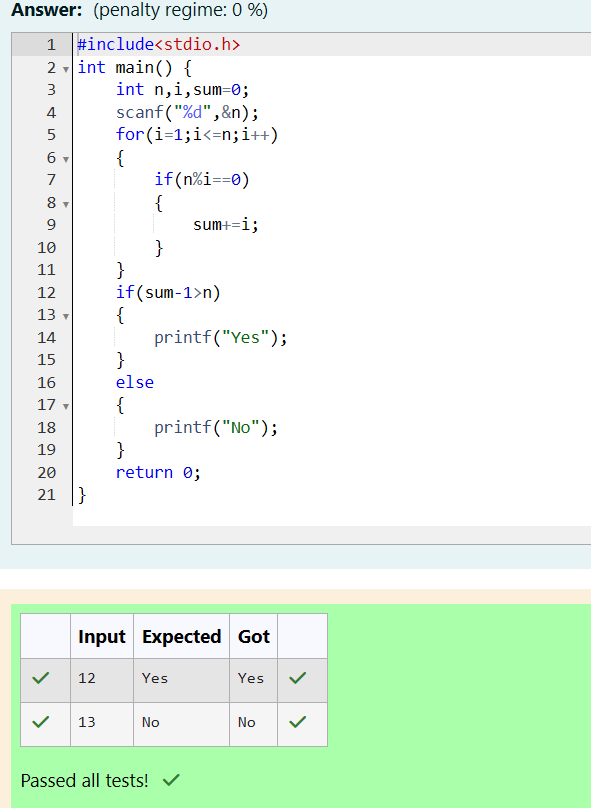 Answer: (penalty regime: 0 %)
1 #include<stdio.h>
2 int main() {
3     int n,i,sum=0;
4     scanf("%d",&n);
5     for(i=1;i<=n;i++)
6     {
7         if(n%i==0)
8         {
9             sum+=i;
10         }
11     }
12     if(sum-1>n)
13     {
14         printf("Yes");
15     }
16     else
17     {
18         printf("No");
19     }
20     return 0;
21 }
Input Expected Got
12 Yes Yes
13 No No
Passed all tests!